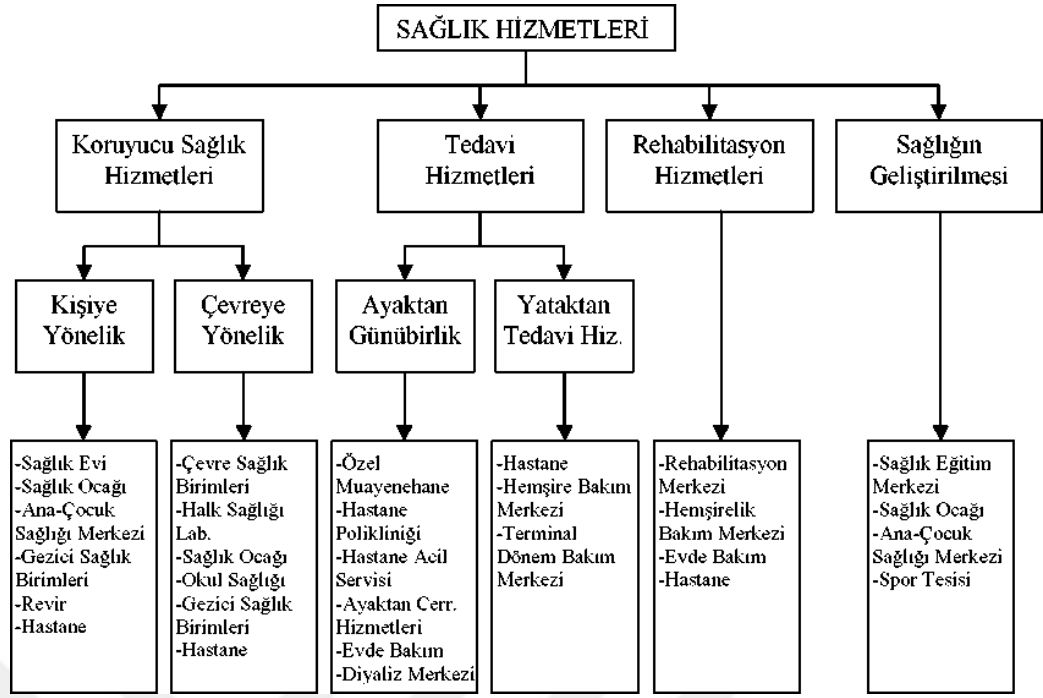 SAĞLIK HİZMETLERİ
Koruyucu Sağlık
Hizmetleri
Tedavi
Hizmetleri
Rehabilitasyon
Hizmetleri
Sağlığın
Geliştirilmesi
Kişiye
Yönelik
Çevreye
Yönelik
Ayaktan
Günübirlik
Yataktan
Tedavi Hiz.
-Sağlık Evi
-Sağlık Ocağı
-Ana-Çocuk
Sağlığı Merkezi
-Gezici Sağlık
Birimleri
-Revir
-Hastane
-Çevre Sağlık
Birimleri
-Halk Sağlığı
Lab.
-Sağlık Ocağı
-Okul Sağlığı
-Gezici Sağlık
Birimleri
-Hastane
-Özel
Muayenehane
-Hastane
Polikliniği
-Hastane Acil
Servisi
-Ayaktan Cerr.
Hizmetleri
-Evde Bakım
-Diyaliz Merkezi
-Hastane
-Hemşire Bakım
Merkezi
-Terminal
Dönem Bakım
Merkezi
-Rehabilitasyon
Merkezi
-Hemşirelik
Bakım Merkezi
-Evde Bakım
-Hastane
-Sağlık Eğitim
Merkezi
-Sağlık Ocağı
-Ana-Çocuk
Sağlığı Merkezi
-Spor Tesisi